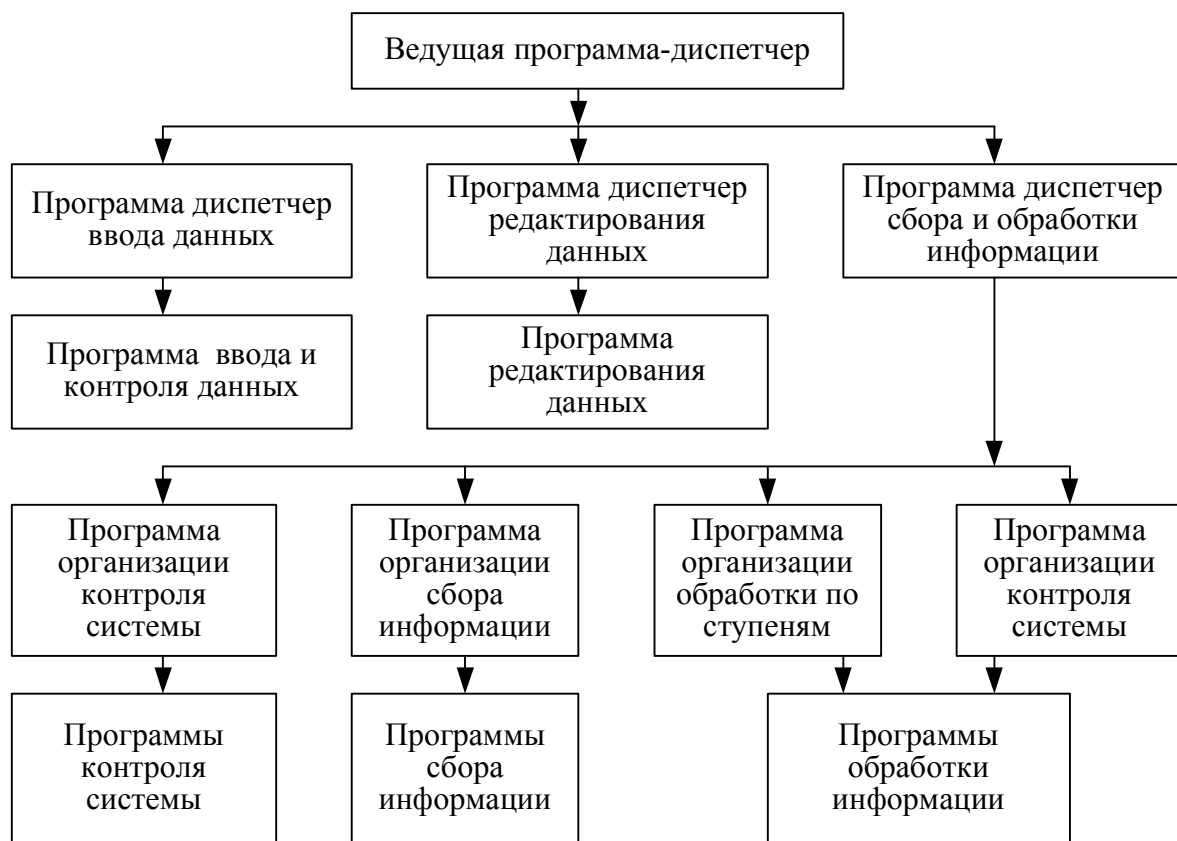 Ведущая программа-диспетчер
Программа диспетчер
ввода данных
Программа диспетчер
редактирования
данных
Программа диспетчер
сбора и обработки
информации
Программа ввода и
контроля данных
Программа
редактирования
данных
Программа
организации
контроля
системы
Программа
организации
сбора
информации
Программа
организации
обработки по
ступеням
Программа
организации
контроля
системы
Программы
контроля
системы
Программы
сбора
информации
Программы
обработки
информации